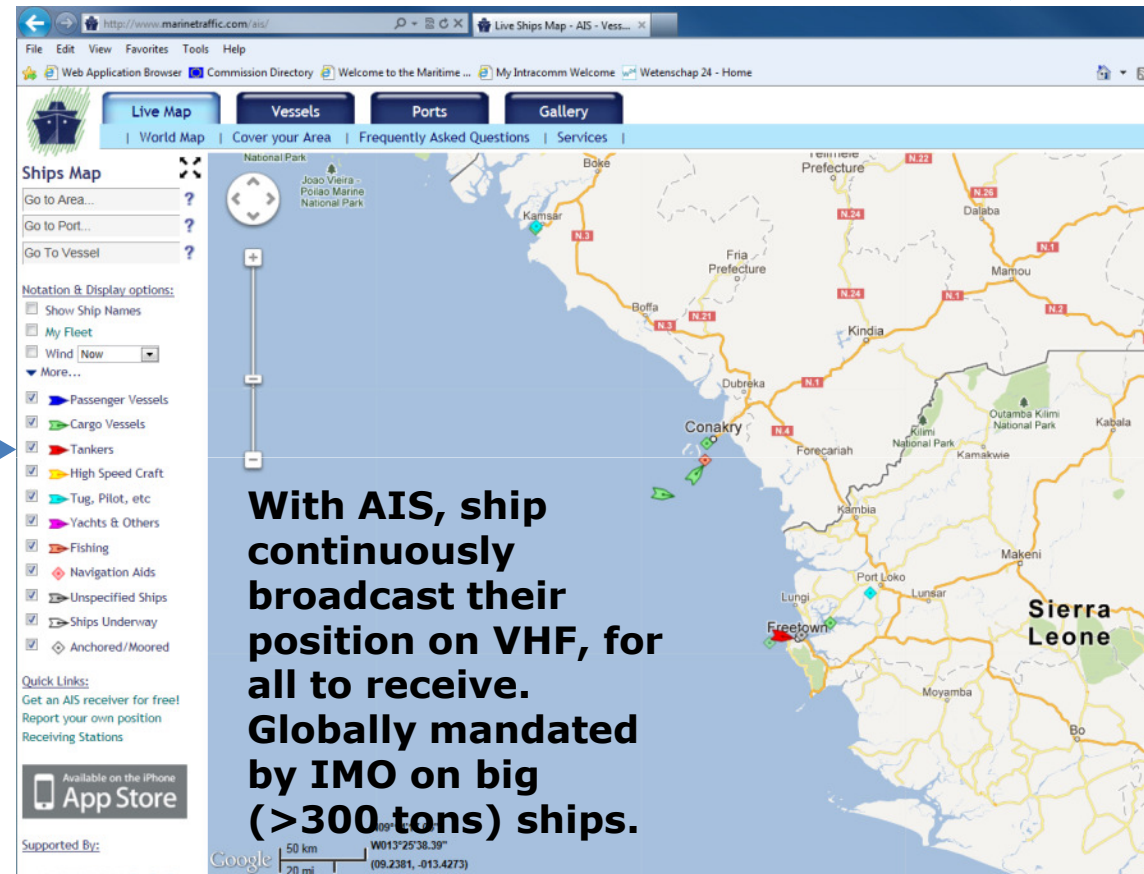 http://www.marinetraffic.com/ais/
Live Ships Map - AIS - Vess...
File Edit View Favorites Tools Help
Web Application Browser Commission Directory Welcome to the Maritime ... My Intracomm Welcome Wetenschap 24 - Home
Live Map Vessels Ports Gallery
| World Map | Cover your Area | Frequently Asked Questions | Services |
Ships Map
Go to Area... ?
Go to Port... ?
Go To Vessel ?
Notation & Display options:
Show Ship Names
My Fleet
Wind Now
More...
Passenger Vessels
Cargo Vessels
Tankers
High Speed Craft
Tug, Pilot, etc
Yachts & Others
Fishing
Navigation Aids
Unspecified Ships
Ships Underway
Anchored/Moored
Quick Links:
Get an AIS receiver for free!
Report your own position
Receiving Stations
Available on the iPhone
App Store
Supported By:
National Park
Joao Vieira -
Poilao Marine
National Park
Boke
Prefecture
N.22
N.26
Dalaba
N.24
Kamsar
N.3
Fria
Prefecture
N.1
Mamou
N.24
N.1
N.2
Boffa
N.21
N.3
Kindia
Dubreka
N.1
Conakry
N.4
Forecariah
Kilimi
National Park
Outamba Kilimi
National Park
Kabala
Kamakwie
Kambia
Makeni
Port Loko
Lungi
Lunsar
Freetown
Sierra
Leone
Moyamba
Bo
With AIS, ship
continuously
broadcast their
position on VHF, for
all to receive.
Globally mandated
by IMO on big
(>300 tons) ships.
Google
50 km
20 mi
W013°25'38.39"
(09.2381, -013.4273)